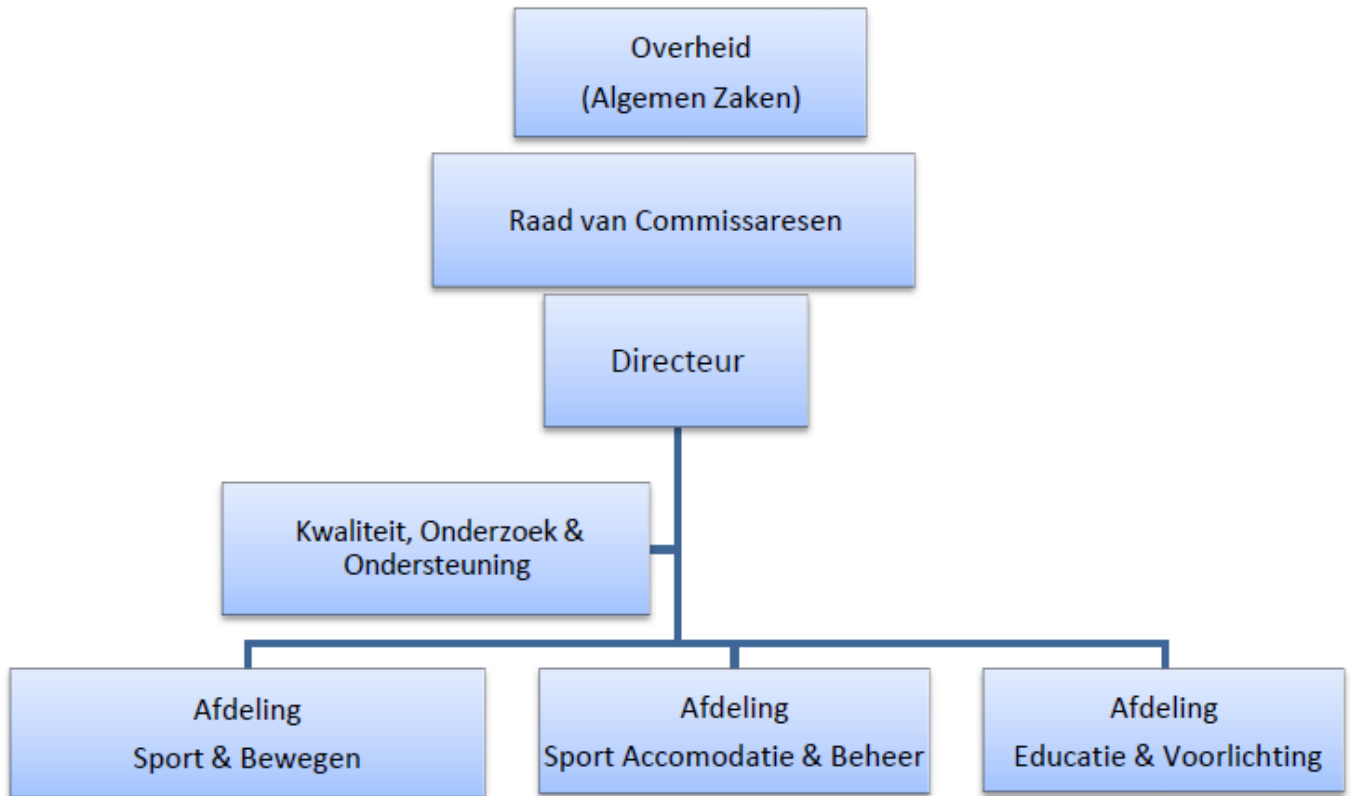 Overheid
(Algemen Zaken)
Raad van Commissaresen
Directeur
Kwaliteit, Onderzoek &
Ondersteuning
Afdeling
Sport & Bewegen
Afdeling
Sport Accomodatie & Beheer
Afdeling
Educatie & Voorlichting